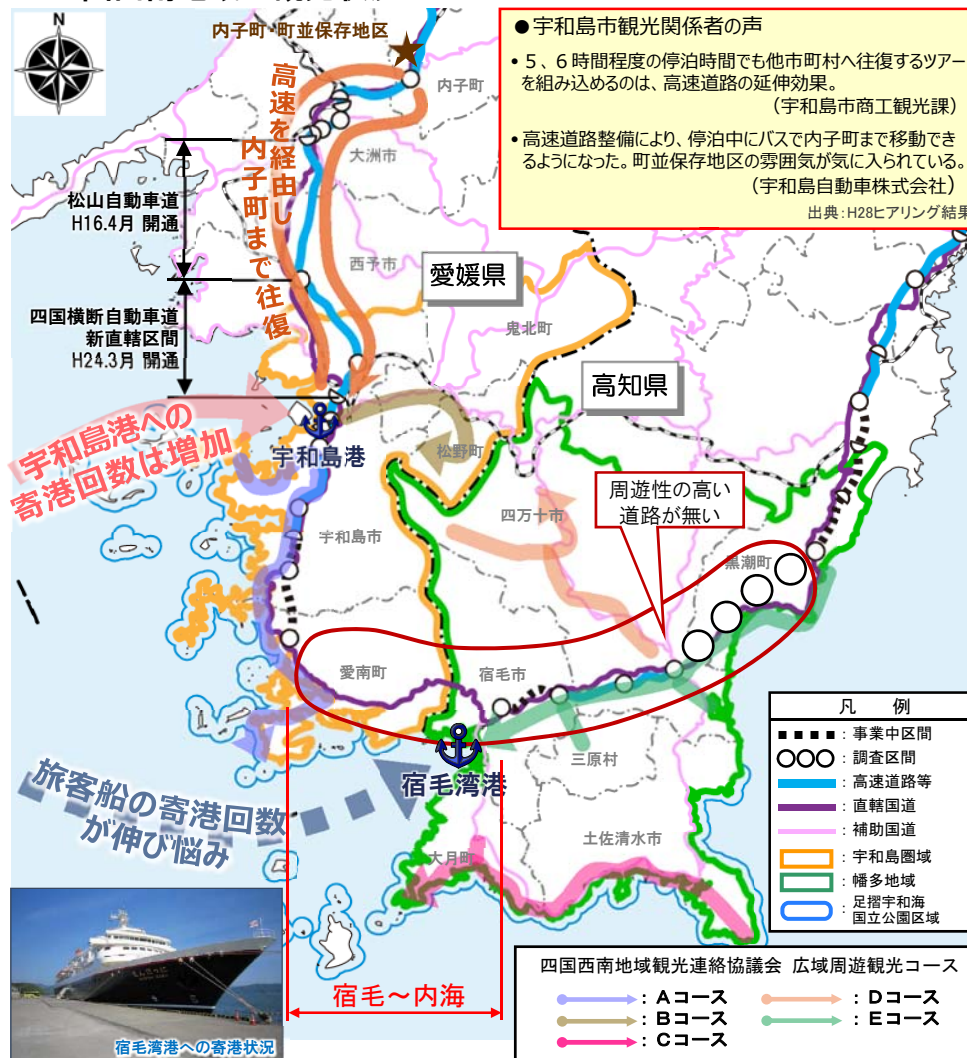 N
内子町・町並保存地区
内子町
● 宇和島市観光関係者の声
・５、６時間程度の停泊時間でも他市町村へ往復するツアー
を組み込めるのは、高速道路の延伸効果。
（宇和島市商工観光課）
・高速道路整備により、停泊中にバスで内子町まで移動でき
るようになった。町並保存地区の雰囲気が気に入られている。
（宇和島自動車株式会社）
出典：H28ヒアリング結果
高速を経由し
内子町まで往復
大洲市
松山自動車道
H16.4月 開通
西予市
愛媛県
四国横断自動車道
新直轄区間
H24.3月 開通
鬼北町
高知県
宇和島港への
寄港回数は増加
宇和島港
松野町
周遊性の高い
道路が無い
四万十市
宇和島市
黒潮町
愛南町
宿毛市
宿毛湾港
三原村
旅客船の寄港回数
が伸び悩み
土佐清水市
大月町
凡　例
：事業中区間
：調査区間
：高速道路等
：直轄国道
：補助国道
：宇和島圏域
：幡多地域
：足摺宇和海
国立公園区域
宿毛～内海
宿毛湾港への寄港状況
四国西南地域観光連絡協議会 広域周遊観光コース
：Aコース
：Bコース
：Cコース
：Dコース
：Eコース